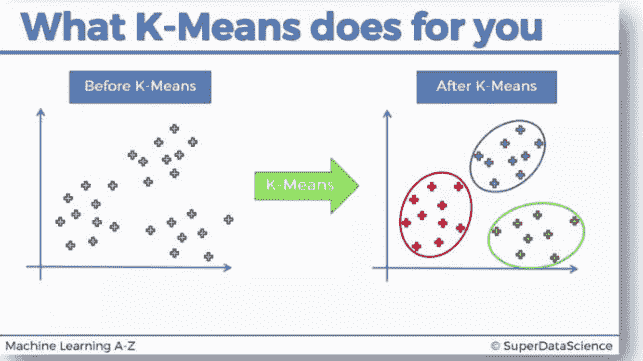 What K-Means does for you
Before K-Means
After K-Means
K-Means
Machine Learning A-Z
© SuperDataScience